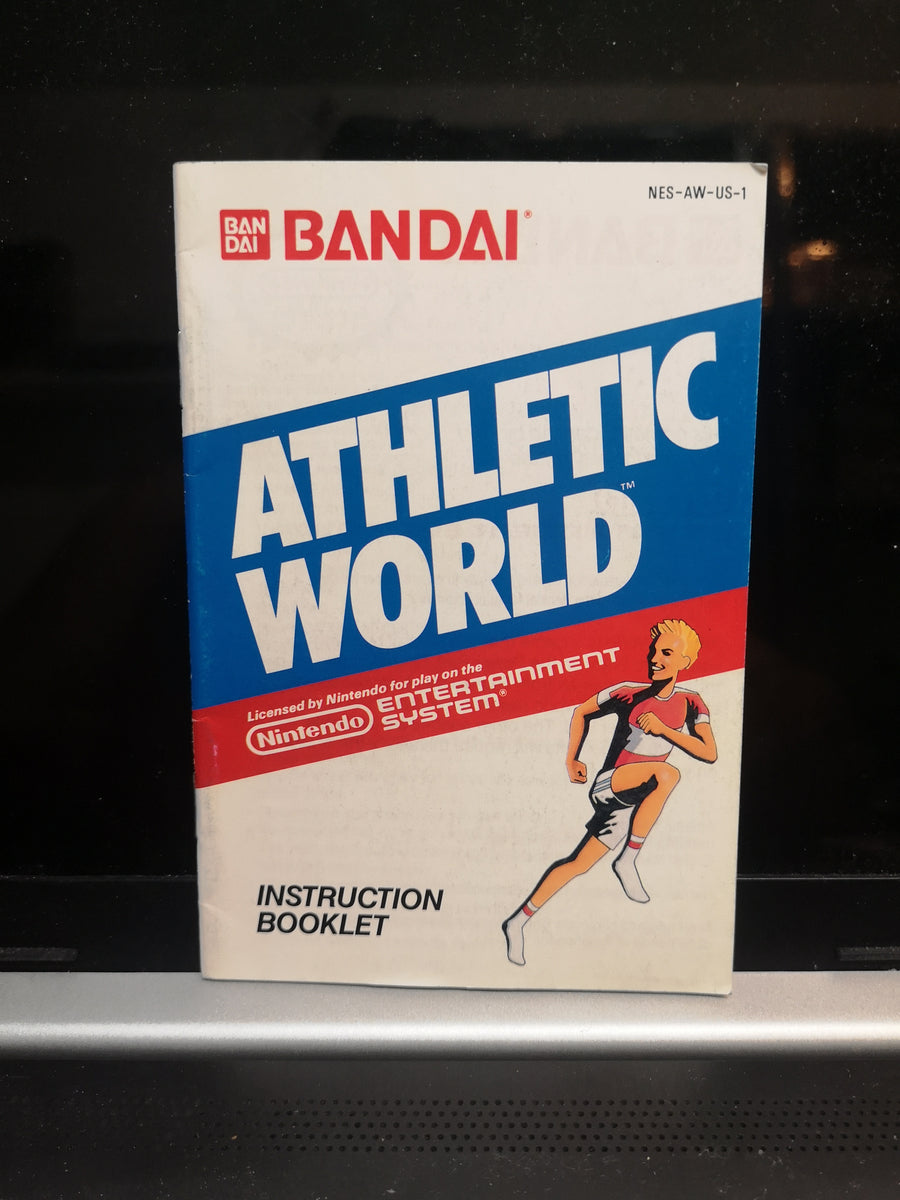 NES-AW-US-1
BAN
DAI
BANDAI®
ATHLETIC
WORLD™
Licensed by Nintendo for play on the
Nintendo®
ENTERTAINMENT
SYSTEM®
INSTRUCTION
BOOKLET